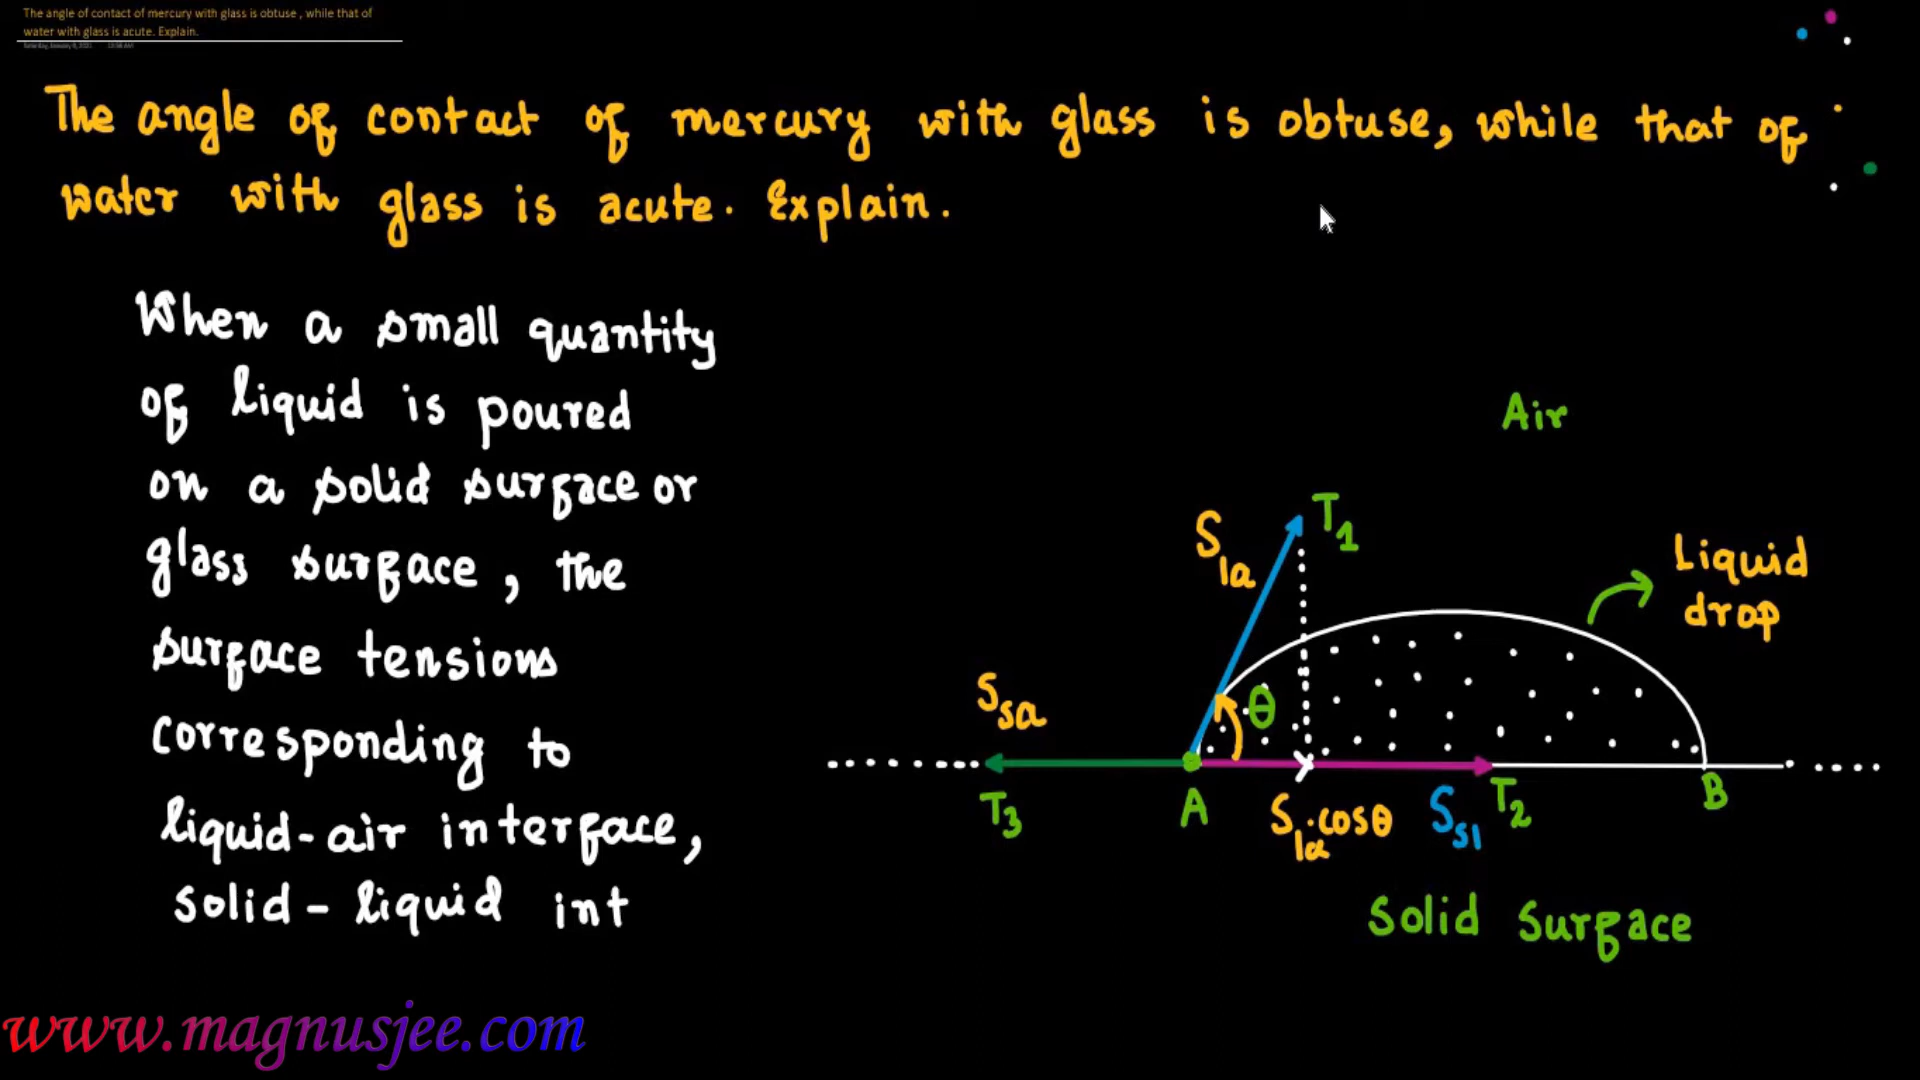 The angle of contact of mercury with glass is obtuse , while that of
water with glass is acute. Explain.
Saturday, January 9, 2021
The angle of contact of mercury with glass is obtuse, while that of
water with glass is acute. Explain.
When a small quantity
of liquid is poured
on a solid surface or
glass surface, the
surface tensions
corresponding to
liquid-air interface,
solid - liquid int
Air
T1
Sla
Liquid
drop
Ssa
θ
T3
A
Sla.cosθ
Ssl
T2
B
Solid Surface
www.magnusjee.com